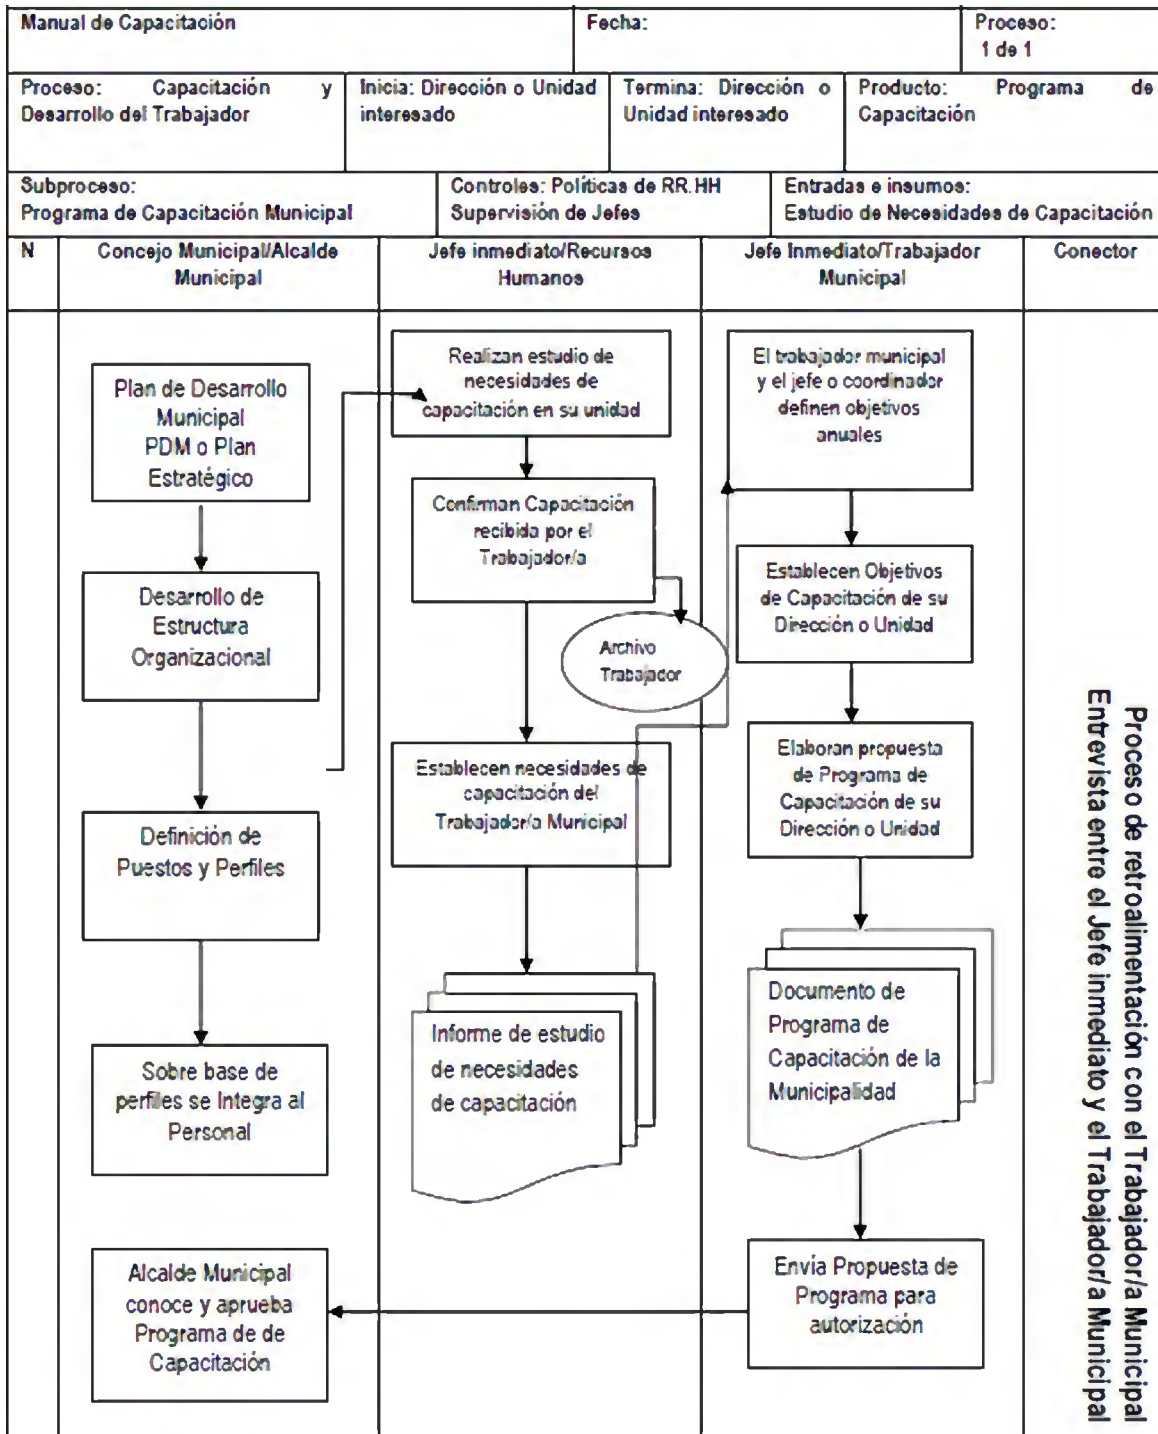 Manual de Capacitación
Fecha:
Proceso:
1 de 1
Proceso: Capacitación y
Desarrollo del Trabajador
Inicia: Dirección o Unidad
interesado
Termina: Dirección o
Unidad interesado
Producto: Programa de
Capacitación
Subproceso:
Programa de Capacitación Municipal
Controles: Políticas de RR.HH
Supervisión de Jefes
Entradas e insumos:
Estudio de Necesidades de Capacitación
N
Concejo Municipal/Alcalde
Municipal
Jefe inmediato/Recursos
Humanos
Jefe Inmediato/Trabajador
Municipal
Conector
Plan de Desarrollo
Municipal
PDM o Plan
Estratégico
Desarrollo de
Estructura
Organizacional
Definición de
Puestos y Perfiles
Sobre base de
perfiles se Integra al
Personal
Alcalde Municipal
conoce y aprueba
Programa de de
Capacitación
Realizan estudio de
necesidades de
capacitación en su unidad
Confirman Capacitación
recibida por el
Trabajador/a
Archivo
Trabajador
Establecen necesidades de
capacitación del
Trabajador/a Municipal
Informe de estudio
de necesidades
de capacitación
El trabajador municipal
y el jefe o coordinador
definen objetivos
anuales
Establecen Objetivos
de Capacitación de su
Dirección o Unidad
Elaboran propuesta
de Programa de
Capacitación de su
Dirección o Unidad
Documento de
Programa de
Capacitación de la
Municipalidad
Envía Propuesta de
Programa para
autorización
Proceso de retroalimentación con el Trabajador/a Municipal
Entrevista entre el Jefe inmediato y el Trabajador/a Municipal